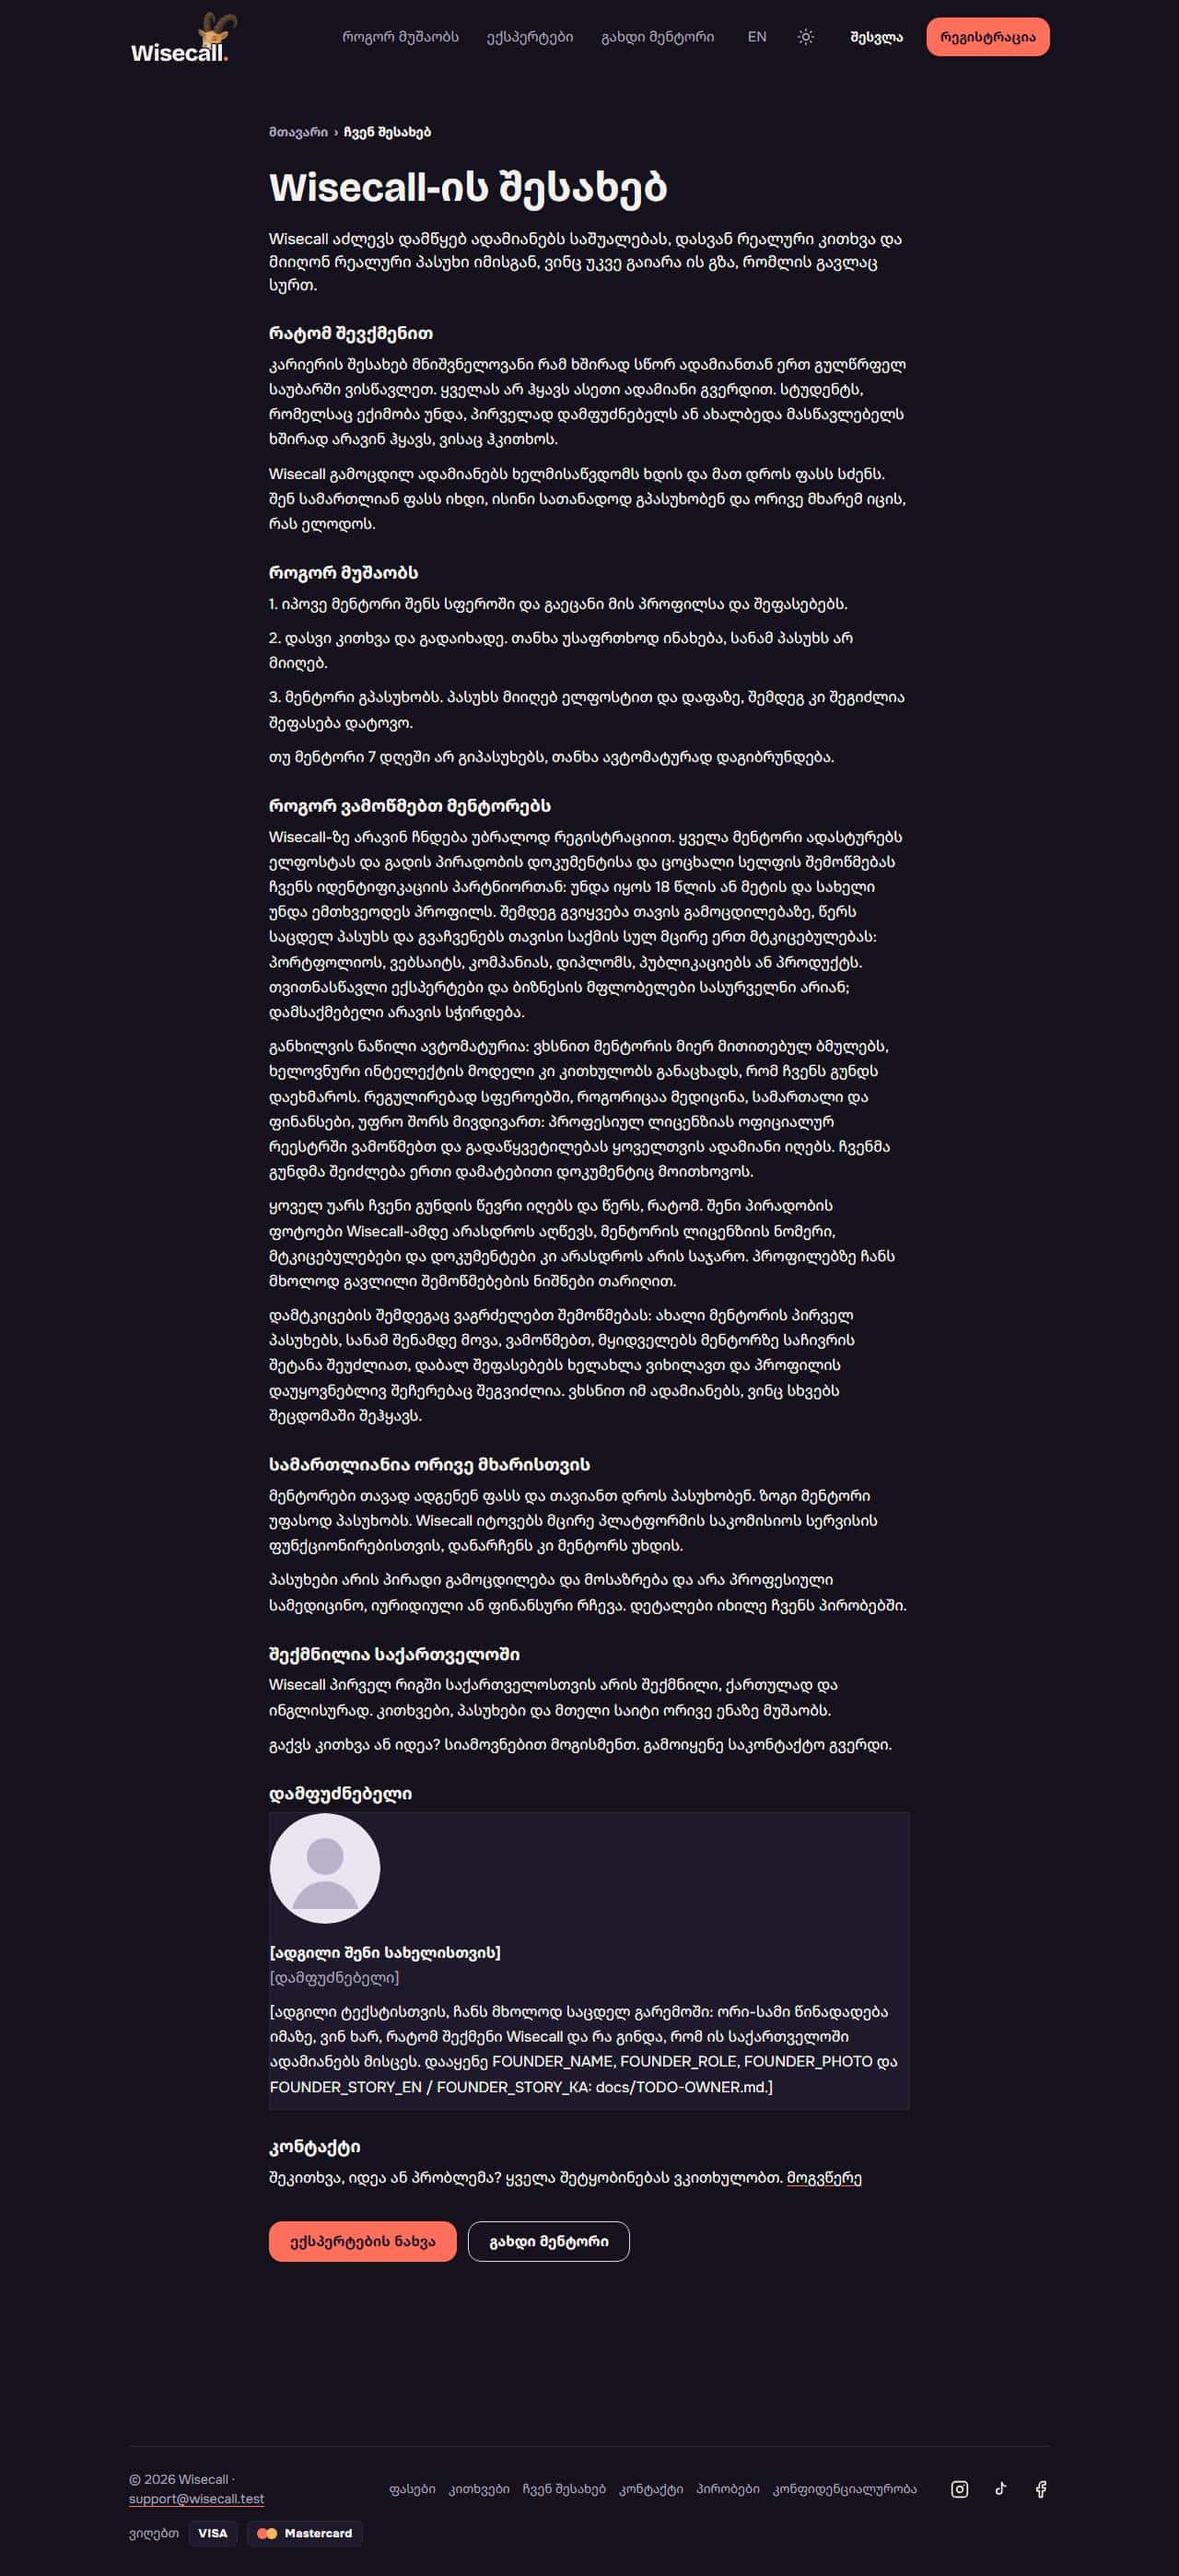 Wisecall.
როგორ მუშაობს
ექსპერტები
გახდი მენტორი
EN
შესვლა
რეგისტრაცია
მთავარი › ჩვენ შესახებ
Wisecall-ის შესახებ
Wisecall აძლევს დამწყებ ადამიანებს საშუალებას, დასვან რეალური კითხვა და
მიიღონ რეალური პასუხი იმისგან, ვინც უკვე გაიარა ის გზა, რომლის გავლაც
სურთ.
რატომ შევქმენით
კარიერის შესახებ მნიშვნელოვანი რამ ხშირად სწორ ადამიანთან ერთ გულწრფელ
საუბარში ვისწავლეთ. ყველას არ ჰყავს ასეთი ადამიანი გვერდით. სტუდენტს,
რომელსაც ექიმობა უნდა, პირველად დამფუძნებელს ან ახალბედა მასწავლებელს
ხშირად არავინ ჰყავს, ვისაც ჰკითხოს.
Wisecall გამოცდილ ადამიანებს ხელმისაწვდომს ხდის და მათ დროს ფასს სძენს.
შენ სამართლიან ფასს იხდი, ისინი სათანადოდ გპასუხობენ და ორივე მხარემ იცის,
რას ელოდოს.
როგორ მუშაობს
1. იპოვე მენტორი შენს სფეროში და გაეცანი მის პროფილსა და შეფასებებს.
2. დასვი კითხვა და გადაიხადე. თანხა უსაფრთხოდ ინახება, სანამ პასუხს არ
მიიღებ.
3. მენტორი გპასუხობს. პასუხს მიიღებ ელფოსტით და დაფაზე, შემდეგ კი შეგიძლია
შეფასება დატოვო.
თუ მენტორი 7 დღეში არ გიპასუხებს, თანხა ავტომატურად დაგიბრუნდება.
როგორ ვამოწმებთ მენტორებს
Wisecall-ზე არავინ ჩნდება უბრალოდ რეგისტრაციით. ყველა მენტორი ადასტურებს
ელფოსტას და გადის პირადობის დოკუმენტისა და ცოცხალი სელფის შემოწმებას
ჩვენს იდენტიფიკაციის პარტნიორთან: უნდა იყოს 18 წლის ან მეტის და სახელი
უნდა ემთხვეოდეს პროფილს. შემდეგ გვიყვება თავის გამოცდილებაზე, წერს
საცდელ პასუხს და გვაჩვენებს თავისი საქმის სულ მცირე ერთ მტკიცებულებას:
პორტფოლიოს, ვებსაიტს, კომპანიას, დიპლომს, პუბლიკაციებს ან პროდუქტს.
თვითნასწავლი ექსპერტები და ბიზნესის მფლობელები სასურველნი არიან;
დამსაქმებელი არავის სჭირდება.
განხილვის ნაწილი ავტომატურია: ვხსნით მენტორის მიერ მითითებულ ბმულებს,
ხელოვნური ინტელექტის მოდელი კი კითხულობს განაცხადს, რომ ჩვენს გუნდს
დაეხმაროს. რეგულირებად სფეროებში, როგორიცაა მედიცინა, სამართალი და
ფინანსები, უფრო შორს მივდივართ: პროფესიულ ლიცენზიას ოფიციალურ
რეესტრში ვამოწმებთ და გადაწყვეტილებას ყოველთვის ადამიანი იღებს. ჩვენმა
გუნდმა შეიძლება ერთი დამატებითი დოკუმენტიც მოითხოვოს.
ყოველ უარს ჩვენი გუნდის წევრი იღებს და წერს, რატომ. შენი პირადობის
ფოტოები Wisecall-ამდე არასდროს აღწევს, მენტორის ლიცენზიის ნომერი,
მტკიცებულებები და დოკუმენტები კი არასდროს არის საჯარო. პროფილებზე ჩანს
მხოლოდ გავლილი შემოწმებების ნიშნები თარიღით.
დამტკიცების შემდეგაც ვაგრძელებთ შემოწმებას: ახალი მენტორის პირველ
პასუხებს, სანამ შენამდე მოვა, ვამოწმებთ, მყიდველებს მენტორზე საჩივრის
შეტანა შეუძლიათ, დაბალ შეფასებებს ხელახლა ვიხილავთ და პროფილის
დაუყოვნებლივ შეჩერებაც შეგვიძლია. ვხსნით იმ ადამიანებს, ვინც სხვებს
შეცდომაში შეჰყავს.
სამართლიანია ორივე მხარისთვის
მენტორები თავად ადგენენ ფასს და თავიანთ დროს პასუხობენ. ზოგი მენტორი
უფასოდ პასუხობს. Wisecall იტოვებს მცირე პლატფორმის საკომისიოს სერვისის
ფუნქციონირებისთვის, დანარჩენს კი მენტორს უხდის.
პასუხები არის პირადი გამოცდილება და მოსაზრება და არა პროფესიული
სამედიცინო, იურიდიული ან ფინანსური რჩევა. დეტალები იხილე ჩვენს პირობებში.
შექმნილია საქართველოში
Wisecall პირველ რიგში საქართველოსთვის არის შექმნილი, ქართულად და
ინგლისურად. კითხვები, პასუხები და მთელი საიტი ორივე ენაზე მუშაობს.
გაქვს კითხვა ან იდეა? სიამოვნებით მოგისმენთ. გამოიყენე საკონტაქტო გვერდი.
დამფუძნებელი
[ადგილი შენი სახელისთვის]
[დამფუძნებელი]
[ადგილი ტექსტისთვის, ჩანს მხოლოდ საცდელ გარემოში: ორი-სამი წინადადება
იმაზე, ვინ ხარ, რატომ შექმენი Wisecall და რა გინდა, რომ ის საქართველოში
ადამიანებს მისცეს. დააყენე FOUNDER_NAME, FOUNDER_ROLE, FOUNDER_PHOTO და
FOUNDER_STORY_EN / FOUNDER_STORY_KA: docs/TODO-OWNER.md.]
კონტაქტი
შეკითხვა, იდეა ან პრობლემა? ყველა შეტყობინებას ვკითხულობთ. მოგვწერე
ექსპერტების ნახვა
გახდი მენტორი
© 2026 Wisecall ·
support@wisecall.test
ფასები
კითხვები
ჩვენ შესახებ
კონტაქტი
პირობები
კონფიდენციალურობა
ვიღებთ
VISA
Mastercard